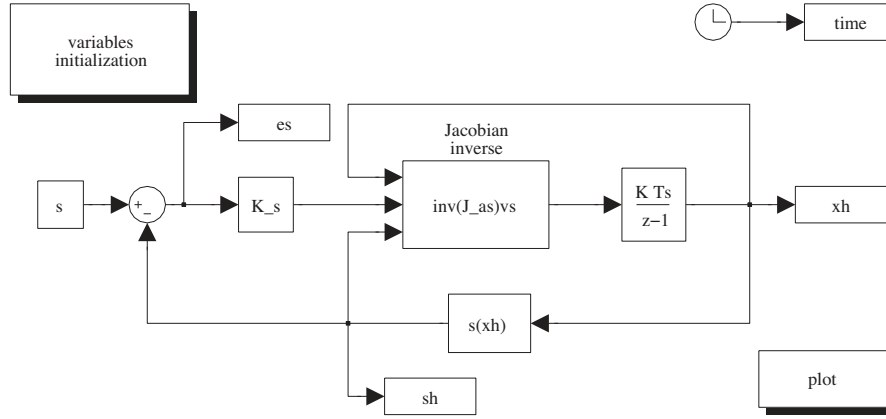 variables
initialization
time
es
Jacobian
inverse
s
+
_
K_s
inv(J_as)vs
K Ts
z−1
xh
s(xh)
sh
plot